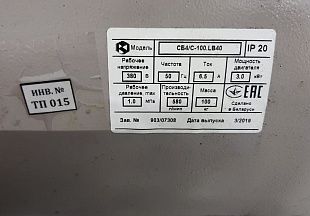 Модель СБ4/С-100.LB40 IP 20
Рабочее напряжение Частота Ток Мощность двигателя
380 В 50 Гц 6.5 А 3.0 кВт
Рабочее давление, max Производительность Масса
1.0 МПа 580 л/мин 100 кг
EAC
Сделано в Беларуси
Зав. № 903/07308 Дата выпуска 3/2019
ИНВ. №
ТП 015